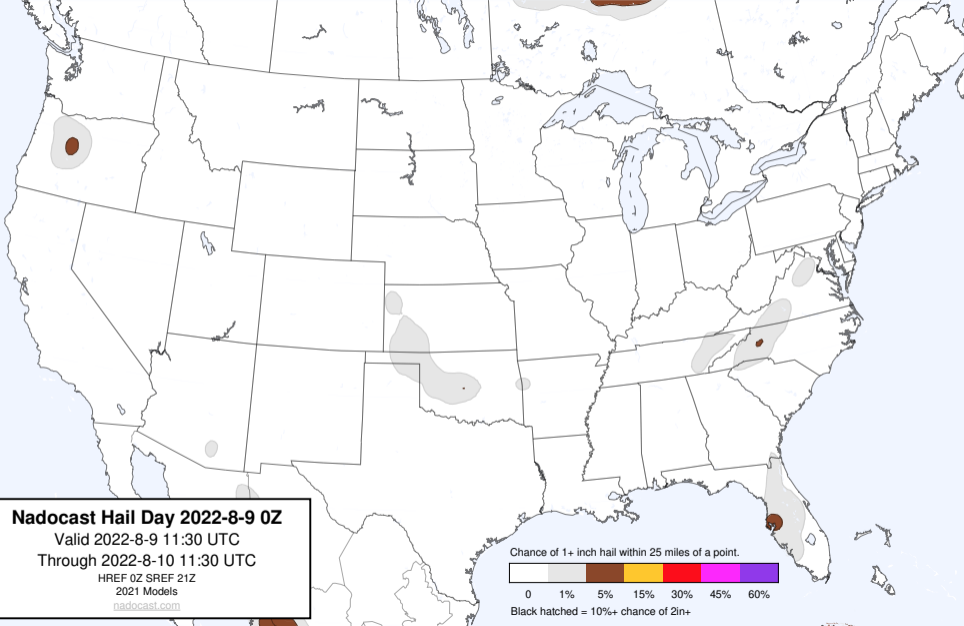 Nadocast Hail Day 2022-8-9 0Z
Valid 2022-8-9 11:30 UTC
Through 2022-8-10 11:30 UTC
HREF 0Z SREF 21Z
2021 Models
nadocast.com
Chance of 1+ inch hail within 25 miles of a point.
0 1% 5% 15% 30% 45% 60%
Black hatched = 10%+ chance of 2in+